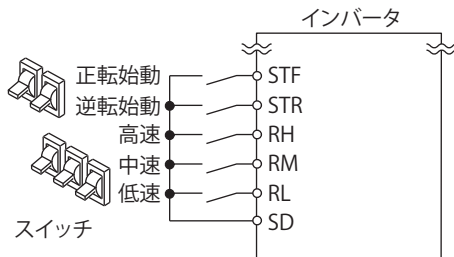 インバータ
正転始動 STF
逆転始動 STR
高速 RH
中速 RM
低速 RL
SD
スイッチ